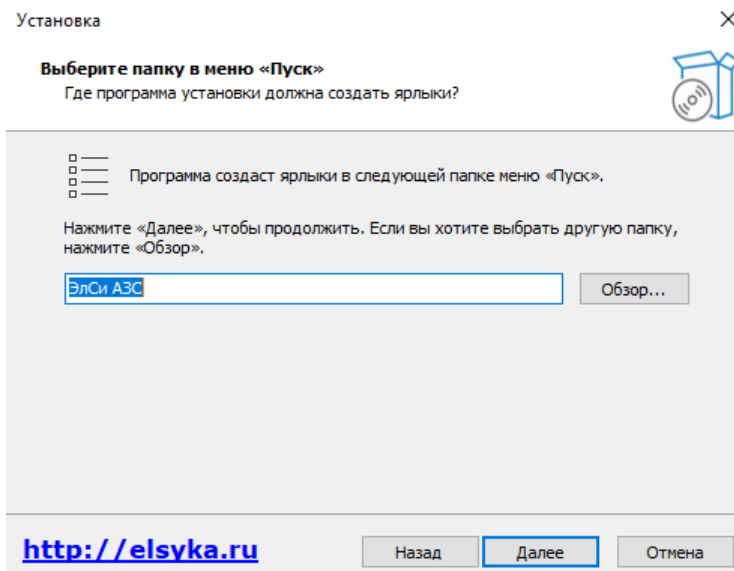 Установка
Выберите папку в меню «Пуск»
Где программа установки должна создать ярлыки?
Программа создаст ярлыки в следующей папке меню «Пуск».
Нажмите «Далее», чтобы продолжить. Если вы хотите выбрать другую папку,
нажмите «Обзор».
ЭлСи АЗС
Обзор...
http://elsyka.ru
Назад
Далее
Отмена